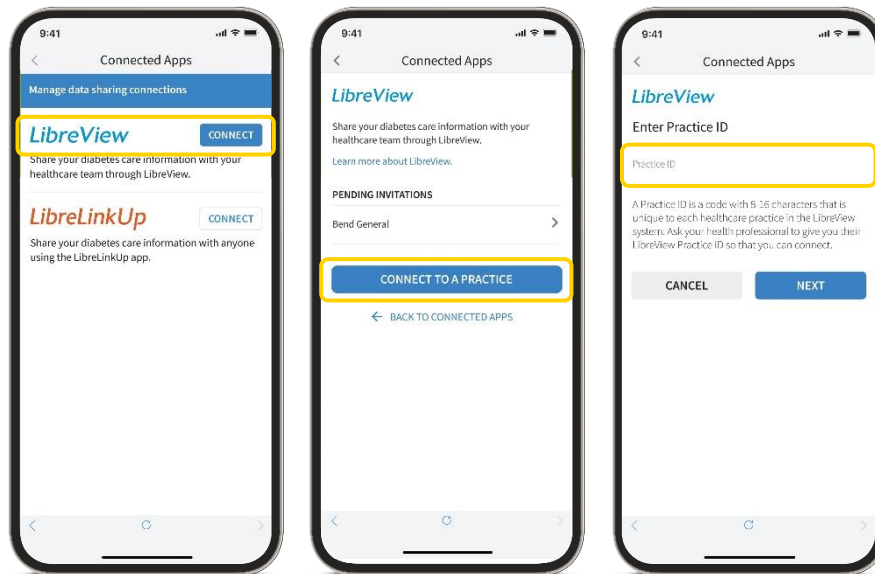 9:41
Connected Apps
Manage data sharing connections
LibreView
CONNECT
Share your diabetes care information with your
healthcare team through LibreView.
LibreLinkUp
CONNECT
Share your diabetes care information with anyone
using the LibreLinkUp app.
9:41
Connected Apps
LibreView
Share your diabetes care information with your
healthcare team through LibreView.
Learn more about LibreView.
PENDING INVITATIONS
Bend General
CONNECT TO A PRACTICE
BACK TO CONNECTED APPS
9:41
Connected Apps
LibreView
Enter Practice ID
Practice ID
A Practice ID is a code with 8-16 characters that is
unique to each healthcare practice in the LibreView
system. Ask your health professional to give you their
LibreView Practice ID so that you can connect.
CANCEL
NEXT